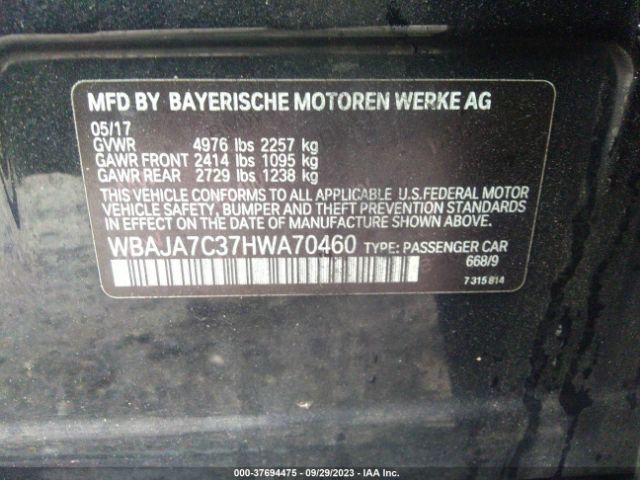 MFD BY BAYERISCHE MOTOREN WERKE AG
05/17
GVWR 4976 lbs 2257 kg
GAWR FRONT 2414 lbs 1095 kg
GAWR REAR 2729 lbs 1238 kg
THIS VEHICLE CONFORMS TO ALL APPLICABLE U.S.FEDERAL MOTOR
VEHICLE SAFETY, BUMPER AND THEFT PREVENTION STANDARDS
IN EFFECT ON THE DATE OF MANUFACTURE SHOWN ABOVE.
WBAJA7C37HWA70460 TYPE: PASSENGER CAR
668/9
7 315 814
000-37694475 - 09/29/2023 - IAA Inc.